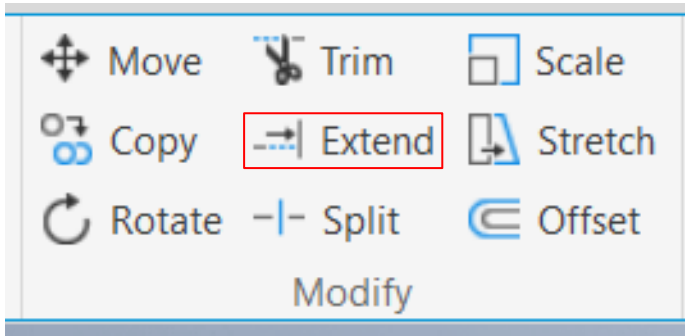 Move Trim Scale
Copy Extend Stretch
Rotate Split Offset
Modify